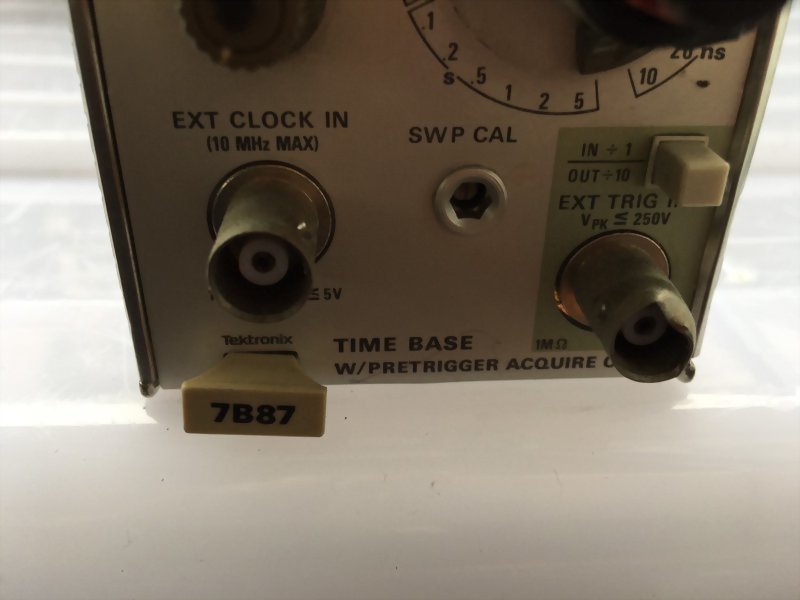 .1
.2
s .5
1
2
5
10
20 ns
EXT CLOCK IN
(10 MHz MAX)
SWP CAL
IN ÷ 1
OUT÷10
EXT TRIG
VPK ≤ 250V
≤ 5V
Tektronix
TIME BASE
1MΩ
W/PRETRIGGER ACQUIRE
7B87